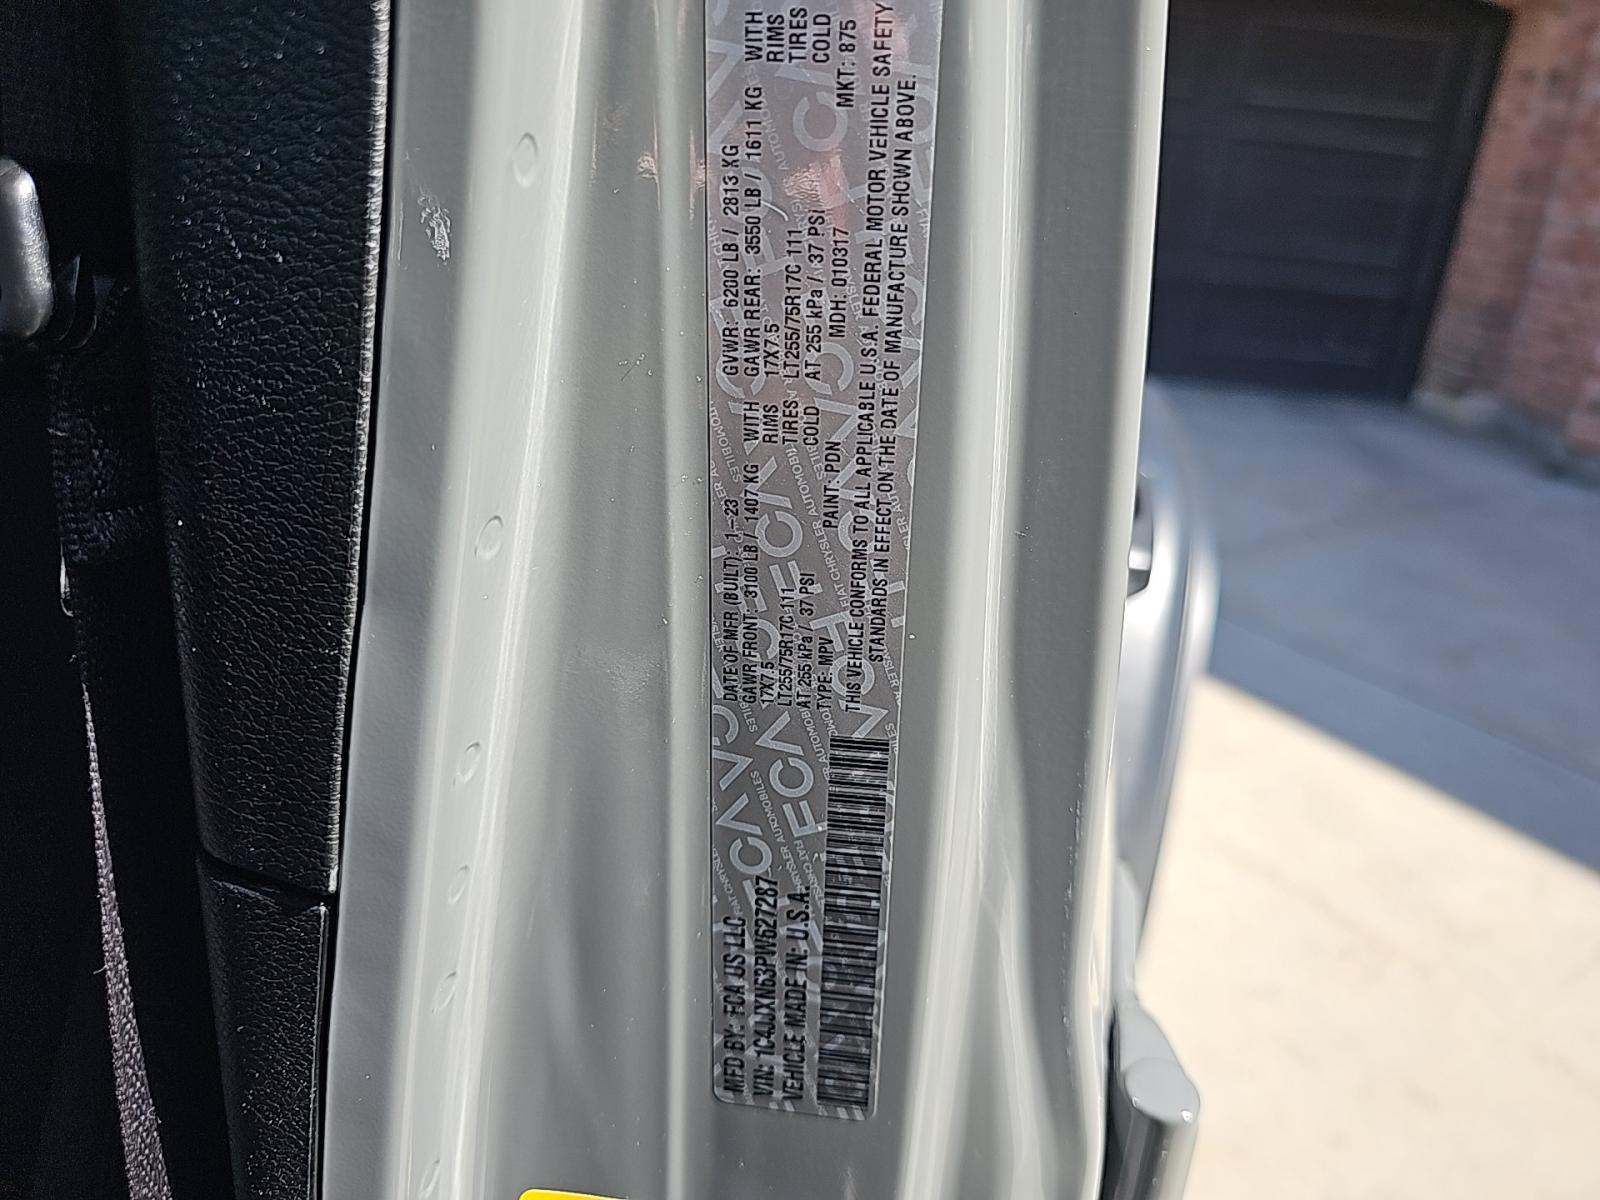 MFD BY: FCA US LLC
DATE OF MFR (BUILT): 1-23
GVWR: 6200 LB / 2813 KG
VIN: 1C4JJXN63PW627287
GAWR FRONT: 3100 LB / 1407 KG WITH
GAWR REAR: 3550 LB / 1611 KG WITH
17X7.5 RIMS
17X7.5 RIMS
VEHICLE MADE IN: U.S.A.
LT255/75R17C 111 TIRES
LT255/75R17C 111 TIRES
AT 255 kPa / 37 PSI COLD
AT 255 kPa / 37 PSI COLD
TYPE: MPV PAINT: PDN MDH: 010317 MKT: 875
THIS VEHICLE CONFORMS TO ALL APPLICABLE U.S.A. FEDERAL MOTOR VEHICLE SAFETY
STANDARDS IN EFFECT ON THE DATE OF MANUFACTURE SHOWN ABOVE.
FCA
FIAT CHRYSLER AUTOMOBILES